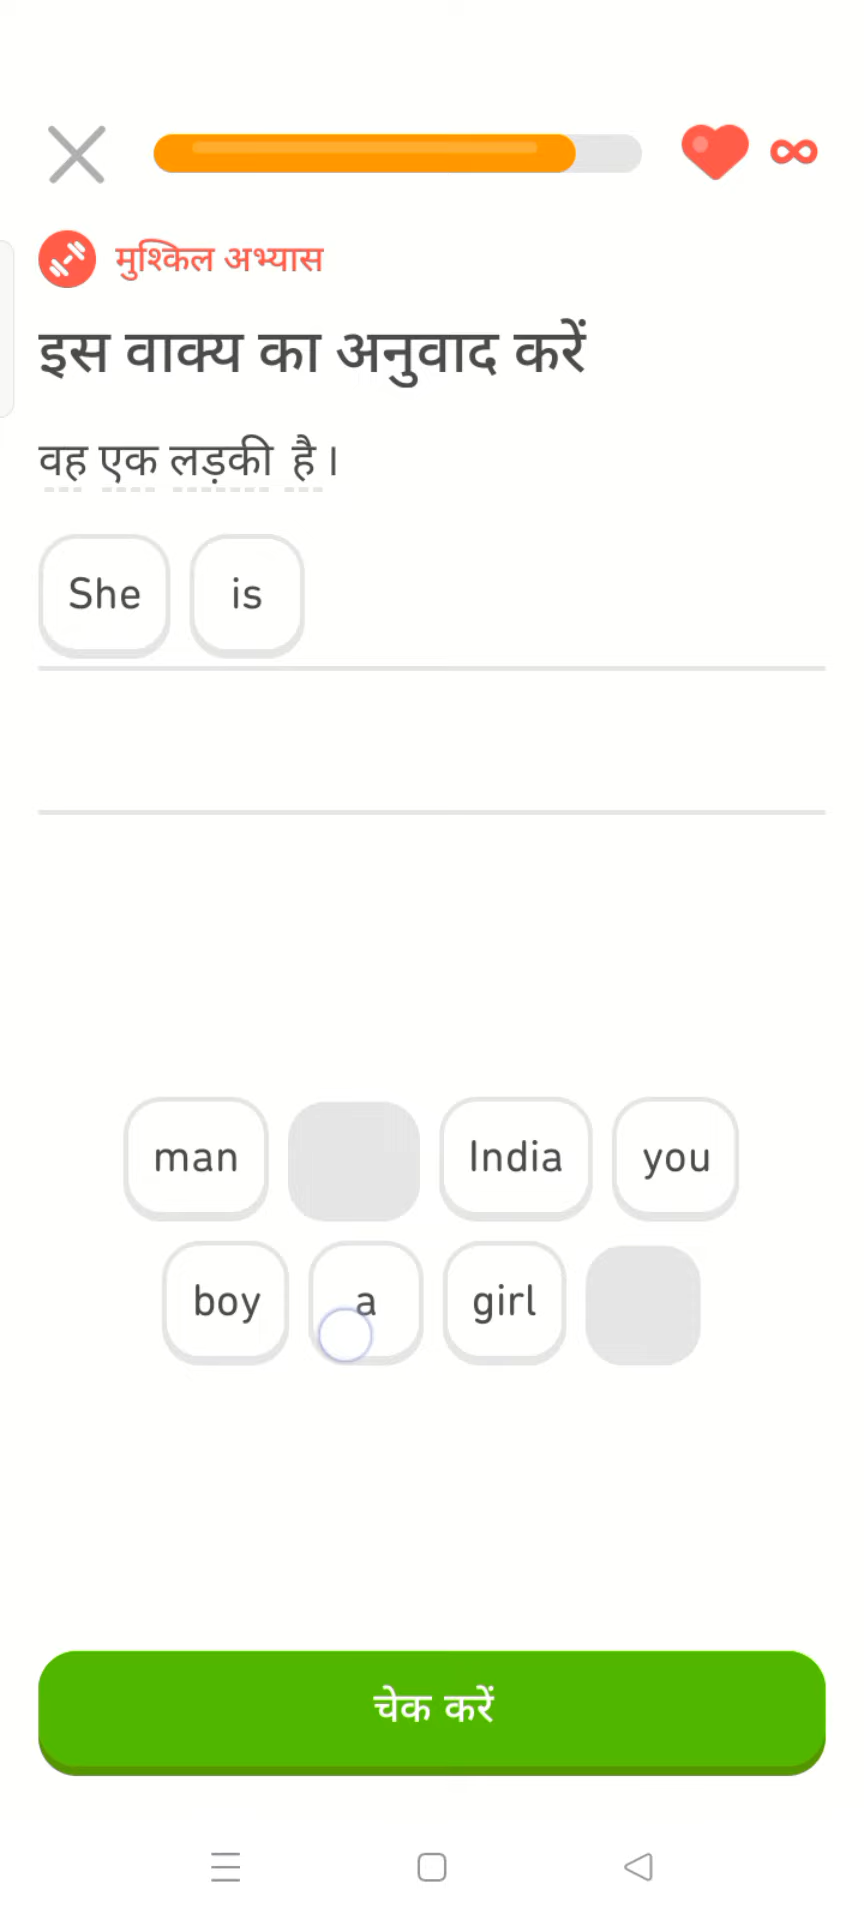 मुश्किल अभ्यास
इस वाक्य का अनुवाद करें
वह एक लड़की है ।
She is
man India you
boy a girl
चेक करें